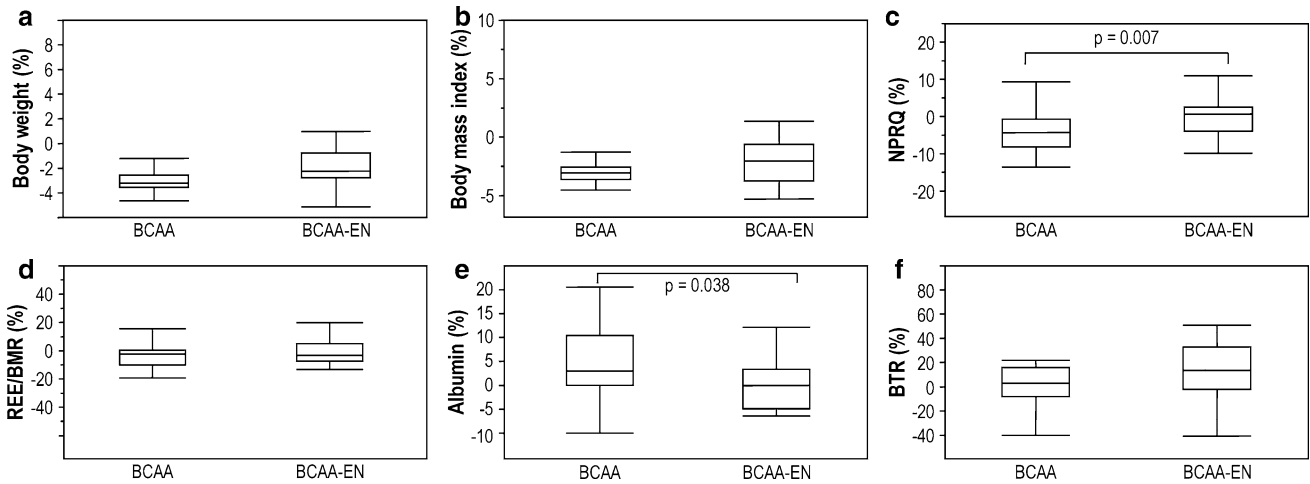 a
Body weight (%)
8
6
4
2
0
-2
-4
BCAA
BCAA-EN
b
Body mass index (%)
10
5
0
-5
BCAA
BCAA-EN
c
NPRQ (%)
20
10
0
-10
-20
p = 0.007
BCAA
BCAA-EN
d
REE/BMR (%)
40
20
0
-20
-40
BCAA
BCAA-EN
e
Albumin (%)
20
15
10
5
0
-5
-10
p = 0.038
BCAA
BCAA-EN
f
BTR (%)
80
60
40
20
0
-20
-40
BCAA
BCAA-EN